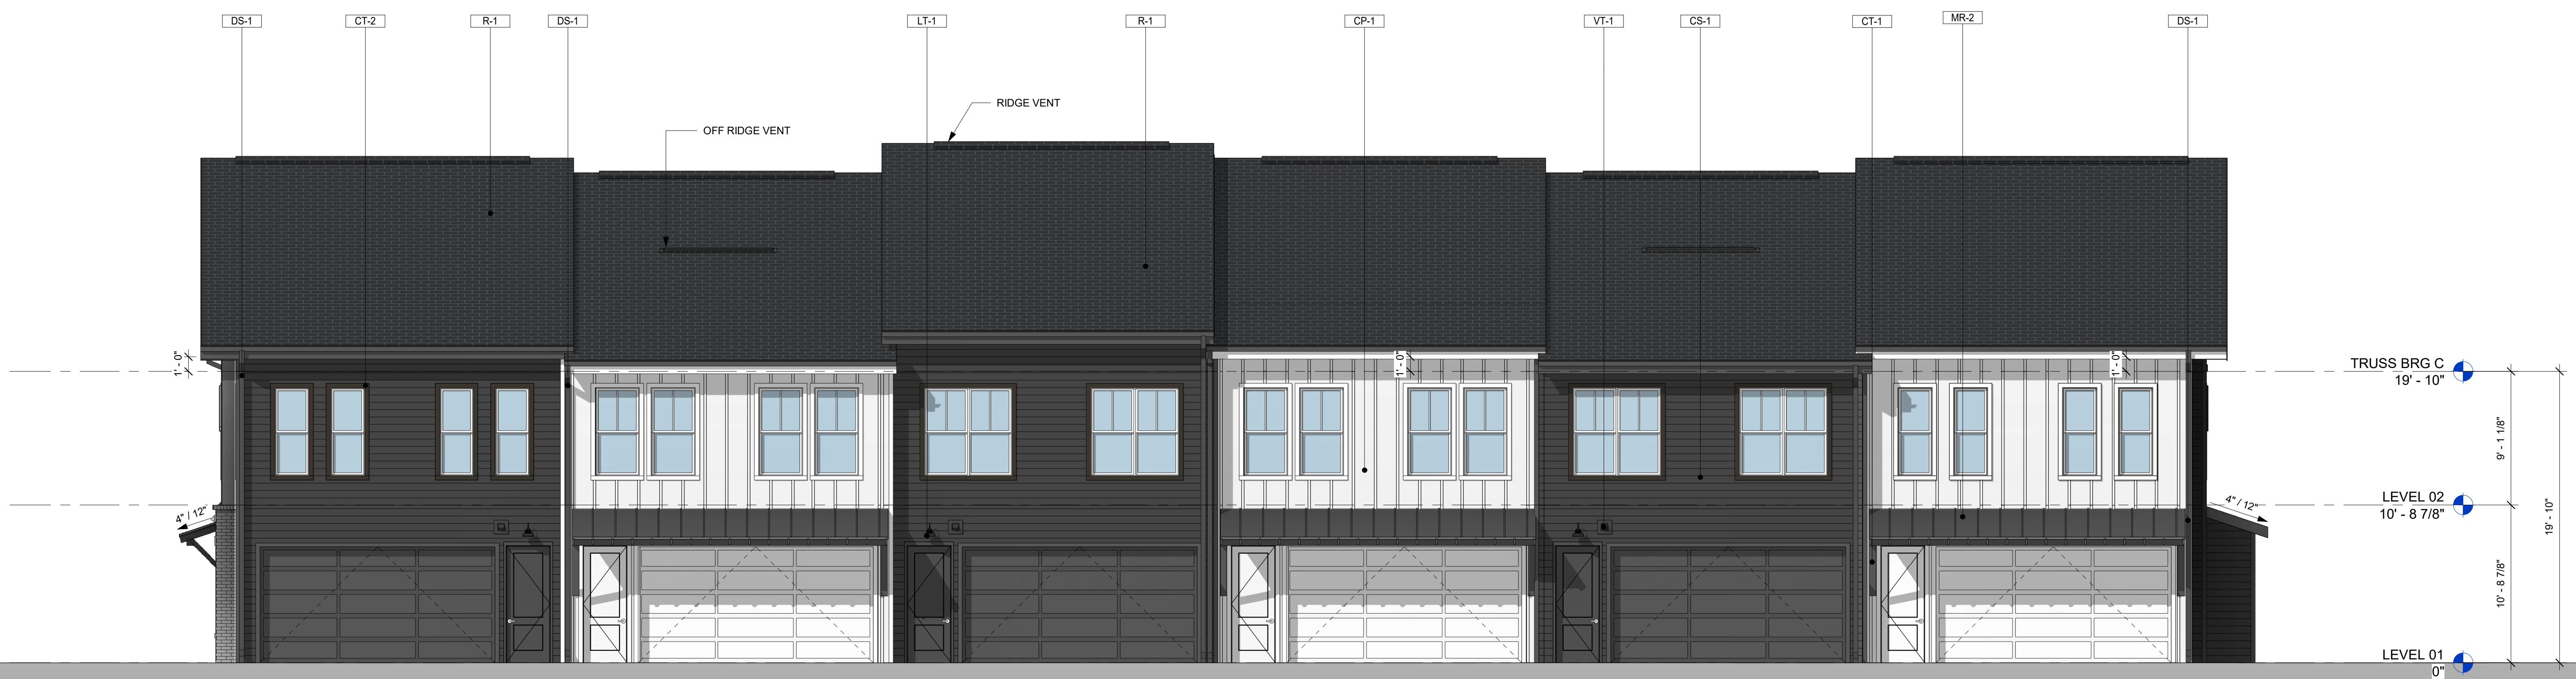 DS-1
CT-2
R-1
DS-1
LT-1
R-1
CP-1
VT-1
CS-1
CT-1
MR-2
DS-1
RIDGE VENT
OFF RIDGE VENT
1' - 0"
1' - 0"
1' - 0"
TRUSS BRG C
19' - 10"
9' - 1 1/8"
LEVEL 02
10' - 8 7/8"
4" / 12"
4" / 12"
19' - 10"
10' - 8 7/8"
LEVEL 01
0"